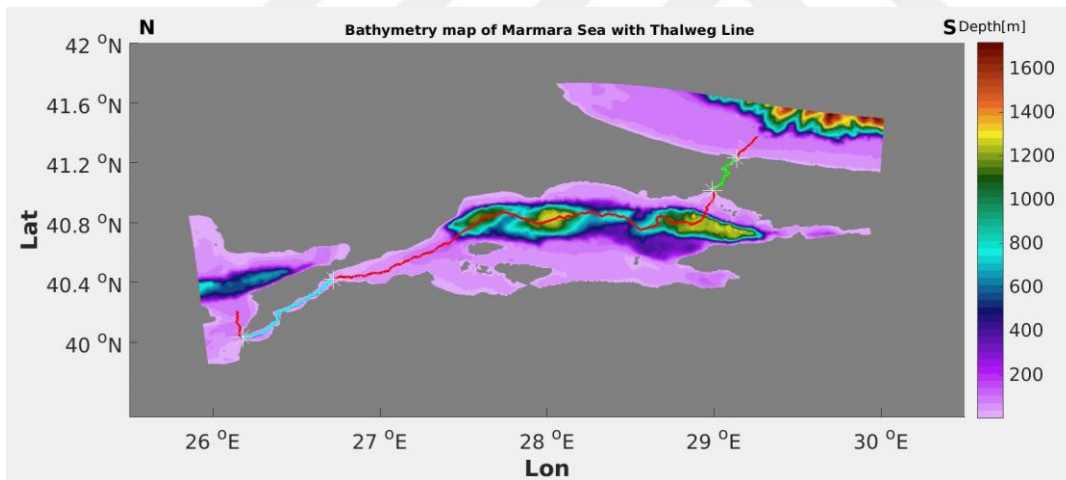 N
Bathymetry map of Marmara Sea with Thalweg Line
S Depth[m]
42 °N
41.6 °N
41.2 °N
40.8 °N
40.4 °N
40 °N
Lat
1600
1400
1200
1000
800
600
400
200
26 °E 27 °E 28 °E 29 °E 30 °E
Lon